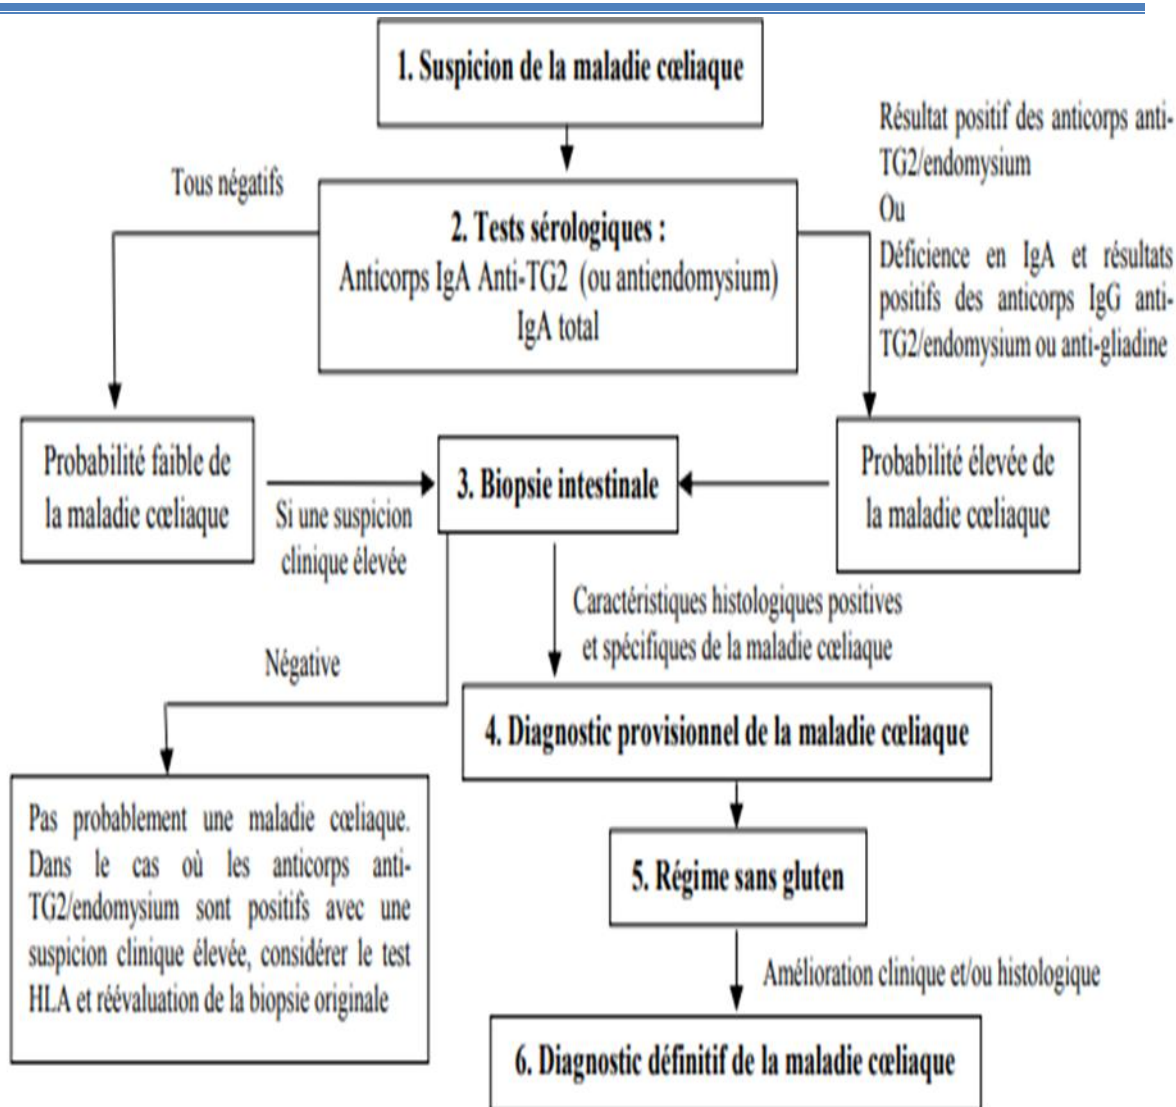 1. Suspicion de la maladie cœliaque
Tous négatifs
Résultat positif des anticorps anti-
TG2/endomysium
Ou
Déficience en IgA et résultats
positifs des anticorps IgG anti-
TG2/endomysium ou anti-gliadine
2. Tests sérologiques :
Anticorps IgA Anti-TG2 (ou antiendomysium)
IgA total
Probabilité faible de
la maladie cœliaque
Si une suspicion
clinique élevée
3. Biopsie intestinale
Probabilité élevée de
la maladie cœliaque
Caractéristiques histologiques positives
et spécifiques de la maladie cœliaque
Négative
4. Diagnostic provisionnel de la maladie cœliaque
Pas probablement une maladie cœliaque.
Dans le cas où les anticorps anti-
TG2/endomysium sont positifs avec une
suspicion clinique élevée, considérer le test
HLA et réévaluation de la biopsie originale
5. Régime sans gluten
Amélioration clinique et/ou histologique
6. Diagnostic définitif de la maladie cœliaque